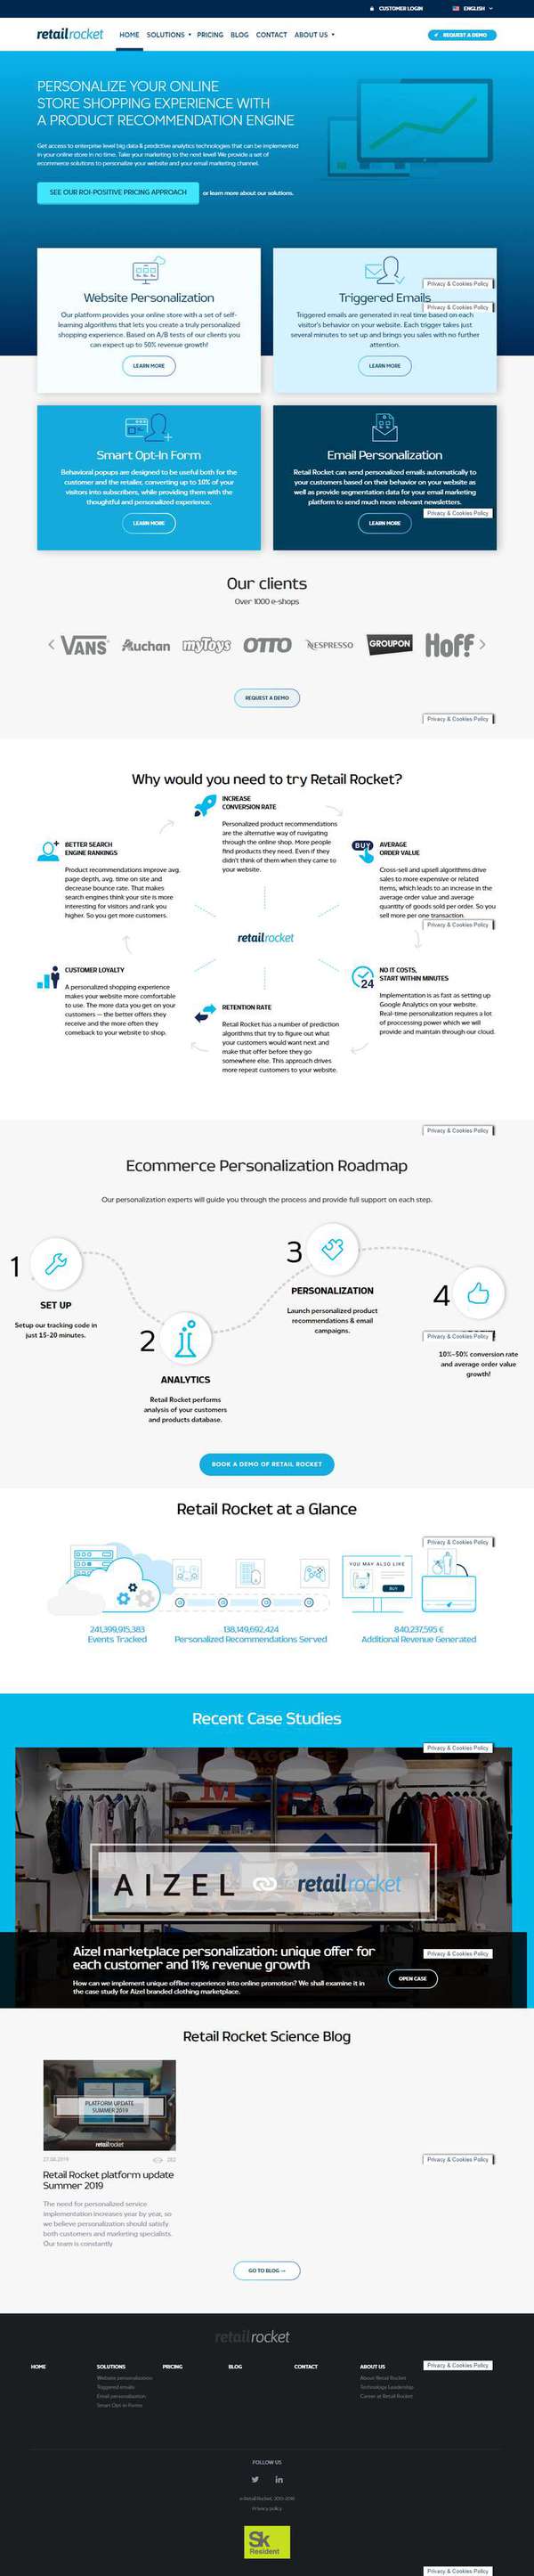 CUSTOMER LOGIN
ENGLISH
retailrocket
HOME SOLUTIONS PRICING BLOG CONTACT ABOUT US
REQUEST A DEMO
PERSONALIZE YOUR ONLINE
STORE SHOPPING EXPERIENCE WITH
A PRODUCT RECOMMENDATION ENGINE
Get access to enterprise level big data & predictive analytics technologies that can be implemented
in your online store in no time. Take your marketing to the next level! We provide a set of
ecommerce solutions to personalize your website and your email marketing channel.
SEE OUR ROI-POSITIVE PRICING APPROACH
or learn more about our solutions.
Website Personalization
Our platform provides your online store with a set of self-
learning algorithms that lets you create a truly personalized
shopping experience. Based on A/B tests of our clients you
can expect up to 50% revenue growth!
LEARN MORE
Privacy & Cookies Policy
Triggered Emails
Privacy & Cookies Policy
Triggered emails are generated in real time based on each
visitor's behavior on your website. Each trigger takes just
several minutes to set up and brings you sales with no further
attention.
LEARN MORE
Smart Opt-In Form
Behavioral popups are designed to be useful both for the
customer and the retailer, converting up to 10% of your
visitors into subscribers, while providing them with the
thoughtful and personalized experience.
LEARN MORE
Email Personalization
Retail Rocket can send personalized emails automatically to
your customers based on their behavior on your website as
well as provide segmentation data for your email marketing
platform to send much more relevant newsletters.
Privacy & Cookies Policy
LEARN MORE
Our clients
Over 1000 e-shops
VANS Auchan myToys OTTO NESPRESSO GROUPON Hoff
REQUEST A DEMO
Privacy & Cookies Policy
Why would you need to try Retail Rocket?
INCREASE
CONVERSION RATE
Personalized product recommendations
are the alternative way of navigating
through the online shop. More people
find products they need. Even if they
didn't think of them when they came to
your website.
BETTER SEARCH
ENGINE RANKINGS
Product recommendations improve avg.
page depth, avg. time on site and
decrease bounce rate. That makes
search engines think your site is more
interesting for visitors and rank you
higher. So you get more customers.
BUY
AVERAGE
ORDER VALUE
Cross-sell and upsell algorithms drive
sales to more expensive or related
items, which leads to an increase in the
average order value and average
quantity of goods sold per order. So you
sell more per one transaction.
Privacy & Cookies Policy
retailrocket
CUSTOMER LOYALTY
A personalized shopping experience
makes your website more comfortable
to use. The more data you get on your
customers — the better offers they
receive and the more often they
comeback to your website to shop.
24
NO IT COSTS,
START WITHIN MINUTES
Implementation is as fast as setting up
Google Analytics on your website.
Real-time personalization requires a lot
of proccessing power which we will
provide and maintain through our cloud.
RETENTION RATE
Retail Rocket has a number of prediction
algorithms that try to figure out what
your customers would want next and
make that offer before they go
somewhere else. This approach drives
more repeat customers to your website.
Privacy & Cookies Policy
Ecommerce Personalization Roadmap
Our personalization experts will guide you through the process and provide full support on each step.
1
SET UP
Setup our tracking code in
just 15-20 minutes.
2
ANALYTICS
Retail Rocket performs
analysis of your customers
and products database.
3
PERSONALIZATION
Launch personalized product
recommendations & email
campaigns.
4
Privacy & Cookies Policy
10%-50% conversion rate
and average order value
growth!
BOOK A DEMO OF RETAIL ROCKET
Retail Rocket at a Glance
Privacy & Cookies Policy
YOU MAY ALSO LIKE
BUY
241,399,915,383
Events Tracked
138,149,692,424
Personalized Recommendations Served
840,237,595 €
Additional Revenue Generated
Recent Case Studies
Privacy & Cookies Policy
AIZEL retailrocket
Aizel marketplace personalization: unique offer for
each customer and 11% revenue growth
How can we implement unique offline experience into online promotion? We shall examine it in
the case study for Aizel branded clothing marketplace.
Privacy & Cookies Policy
OPEN CASE
Retail Rocket Science Blog
PLATFORM UPDATE
SUMMER 2019
retailrocket
27.08.2019
282
Retail Rocket platform update
Summer 2019
The need for personalized service
implementation increases year by year, so
we believe personalization should satisfy
both customers and marketing specialists.
Our team is constantly
Privacy & Cookies Policy
GO TO BLOG →
retailrocket
HOME
SOLUTIONS
Website personalization
Triggered emails
Email personalization
Smart Opt-in Forms
PRICING
BLOG
CONTACT
ABOUT US
About Retail Rocket
Technology Leadership
Career at Retail Rocket
Privacy & Cookies Policy
FOLLOW US
Privacy policy
Sk
Resident
Privacy & Cookies Policy